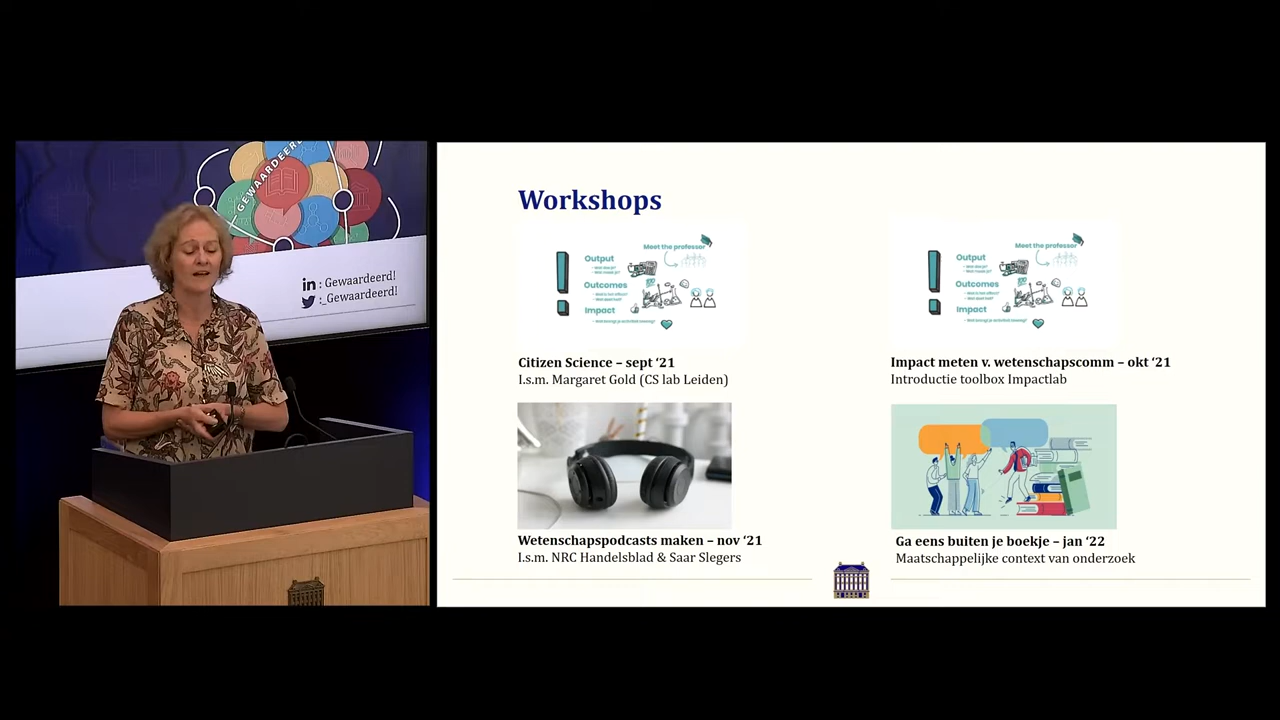 GEWAARDEERD
in : Gewaardeerd!
: Gewaardeerd!
Workshops
Meet the professor
Output
Outcomes
Impact
Meet the professor
Output
Outcomes
Impact
Citizen Science – sept ‘21
I.s.m. Margaret Gold (CS lab Leiden)
Impact meten v. wetenschapscomm – okt ‘21
Introductie toolbox Impactlab
Wetenschapspodcasts maken – nov ‘21
I.s.m. NRC Handelsblad & Saar Slegers
Ga eens buiten je boekje – jan ‘22
Maatschappelijke context van onderzoek